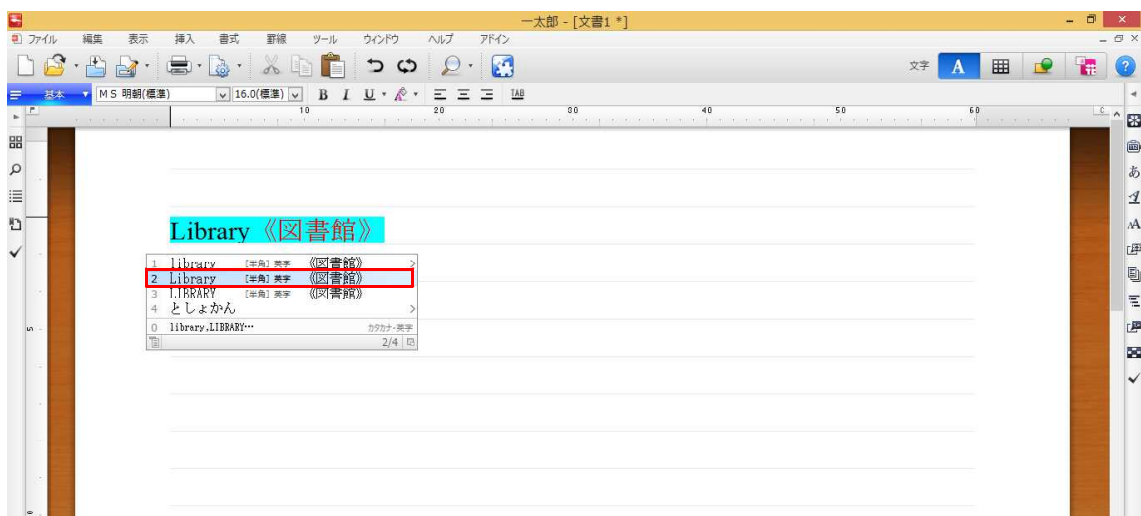 一太郎 - [文書1 *]
ファイル 編集 表示 挿入 書式 罫線 ツール ウィンドウ ヘルプ アドイン
文字 A
基本 MS 明朝(標準) 16.0(標準) B I U TAB
10 20 30 40 50 60
Library《図書館》
1 library [半角] 英字 《図書館》 >
2 Library [半角] 英字 《図書館》
3 LIBRARY [半角] 英字 《図書館》
4 としょかん >
0 library,LIBRARY… カタカナ・英字
2/4
5
あ